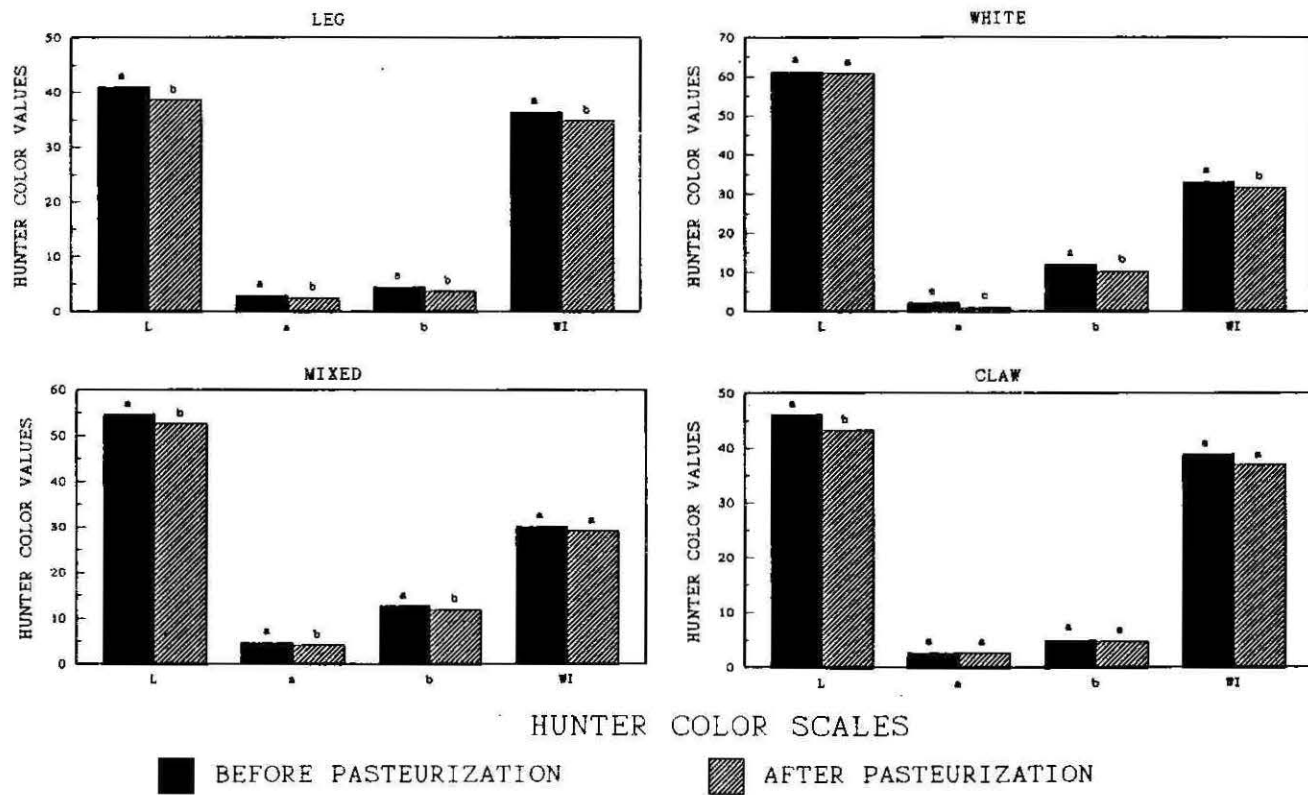 LEG
50
40
30
20
10
0
HUNTER COLOR VALUES
a b a b a b a b
L a b WI
WHITE
70
60
50
40
30
20
10
0
HUNTER COLOR VALUES
a a a c a b a b
L a b WI
MIXED
60
50
40
30
20
10
0
HUNTER COLOR VALUES
a b a b a b a a
L a b WI
CLAW
50
40
30
20
10
0
HUNTER COLOR VALUES
a b a a a a a a
L a b WI
HUNTER COLOR SCALES
BEFORE PASTEURIZATION
AFTER PASTEURIZATION